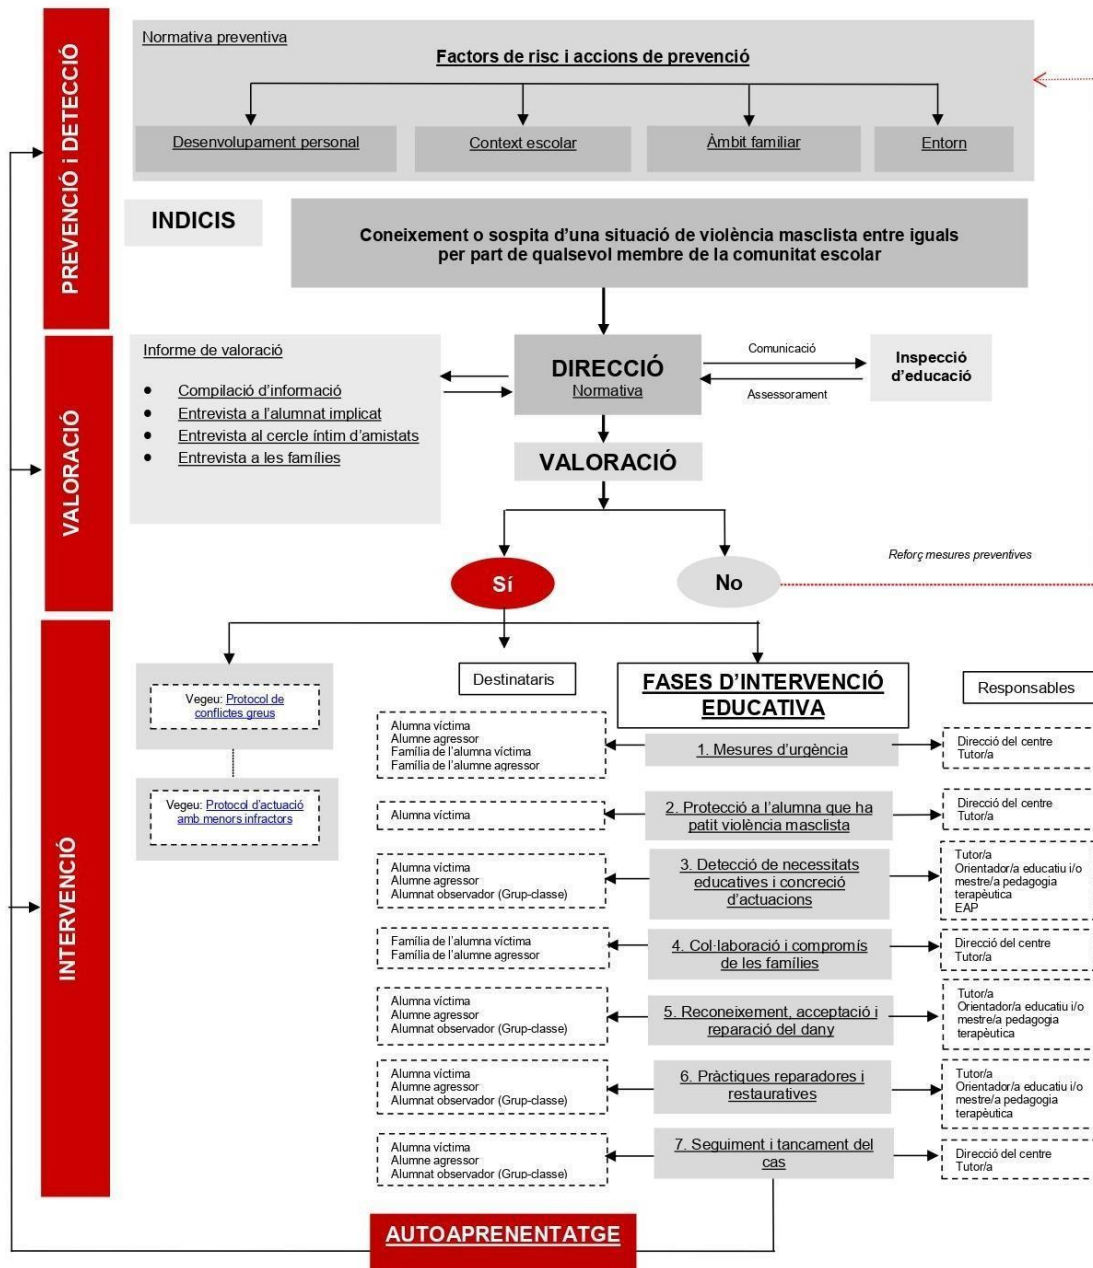 PREVENCIÓ i DETECCIÓ
Normativa preventiva
Factors de risc i accions de prevenció
Desenvolupament personal
Context escolar
Àmbit familiar
Entorn
INDICIS
Coneixement o sospita d'una situació de violència masclista entre iguals
per part de qualsevol membre de la comunitat escolar
VALORACIÓ
Informe de valoració
• Compilació d'informació
• Entrevista a l'alumnat implicat
• Entrevista al cercle íntim d'amistats
• Entrevista a les famílies
DIRECCIÓ
Normativa
Comunicació
Assessorament
Inspecció
d'educació
VALORACIÓ
Sí
No
Reforç mesures preventives
INTERVENCIÓ
Vegeu: Protocol de
conflictes greus
Vegeu: Protocol d'actuació
amb menors infractors
Destinataris
FASES D'INTERVENCIÓ
EDUCATIVA
Responsables
Alumna víctima
Alumne agressor
Família de l'alumna víctima
Família de l'alumne agressor
1. Mesures d'urgència
Direcció del centre
Tutor/a
Alumna víctima
2. Protecció a l'alumna que ha
patit violència masclista
Direcció del centre
Tutor/a
Alumna víctima
Alumne agressor
Alumnat observador (Grup-classe)
3. Detecció de necessitats
educatives i concreció
d'actuacions
Tutor/a
Orientador/a educatiu i/o
mestre/a pedagogia
terapèutica
EAP
Família de l'alumna víctima
Família de l'alumne agressor
4. Col·laboració i compromís
de les famílies
Direcció del centre
Tutor/a
Alumna víctima
Alumne agressor
Alumnat observador (Grup-classe)
5. Reconeixement, acceptació i
reparació del dany
Tutor/a
Orientador/a educatiu i/o
mestre/a pedagogia
terapèutica
Alumna víctima
Alumne agressor
Alumnat observador (Grup-classe)
6. Pràctiques reparadores i
restauratives
Tutor/a
Orientador/a educatiu i/o
mestre/a pedagogia
terapèutica
Alumna víctima
Alumne agressor
Alumnat observador (Grup-classe)
7. Seguiment i tancament del
cas
Direcció del centre
Tutor/a
AUTOAPRENENTATGE